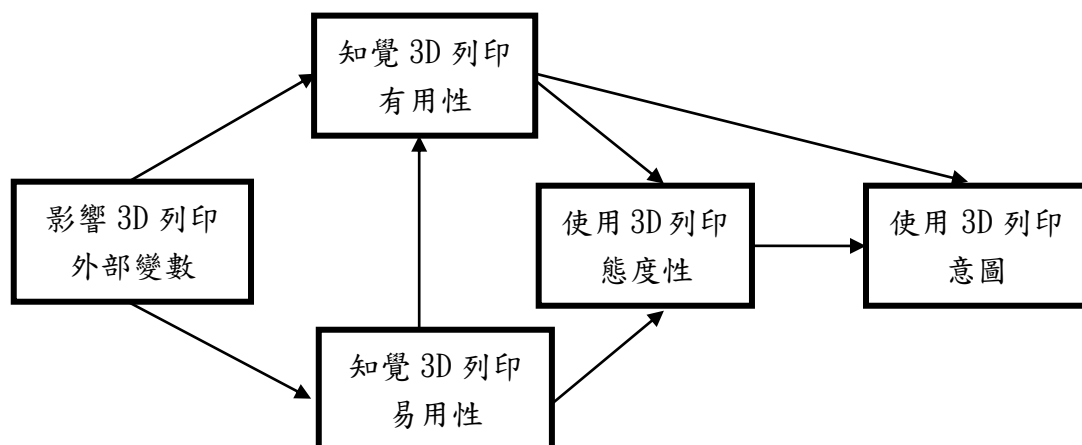 知覺 3D 列印
有用性
影響 3D 列印
外部變數
使用 3D 列印
態度性
使用 3D 列印
意圖
知覺 3D 列印
易用性